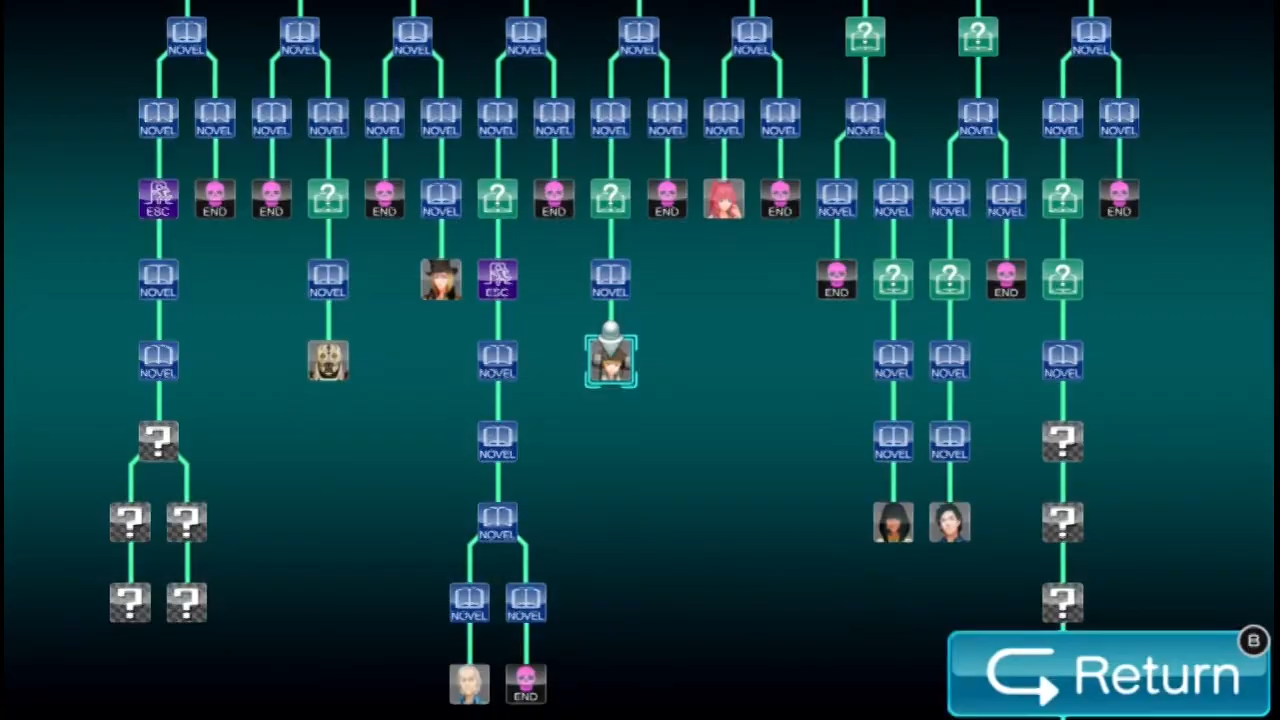 NOVEL NOVEL NOVEL NOVEL NOVEL NOVEL ? ? NOVEL
NOVEL NOVEL NOVEL NOVEL NOVEL NOVEL NOVEL NOVEL NOVEL NOVEL NOVEL NOVEL NOVEL NOVEL NOVEL NOVEL
ESC END END ? END NOVEL ? END ? END END NOVEL NOVEL NOVEL NOVEL ? END
NOVEL NOVEL ESC NOVEL END ? ? END ?
NOVEL NOVEL NOVEL NOVEL NOVEL
? NOVEL NOVEL NOVEL ?
? ? NOVEL ?
? ? NOVEL NOVEL ?
END
B
Return